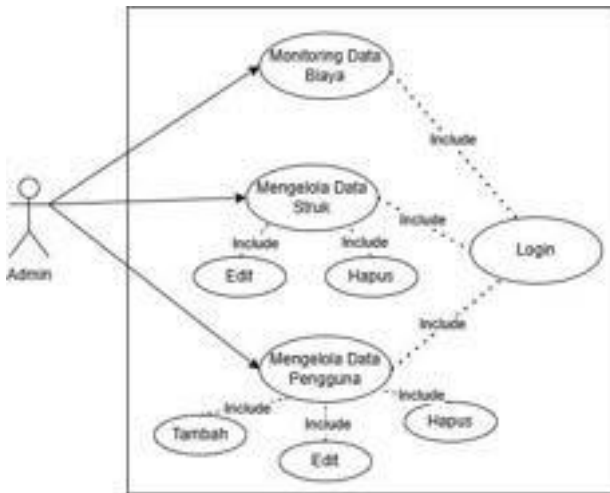 Monitoring Data
Biaya
Include
Mengelola Data
Struk
Include
Include
Include
Login
Edit
Hapus
Admin
Include
Mengelola Data
Pengguna
Include
Include
Include
Tambah
Hapus
Edit